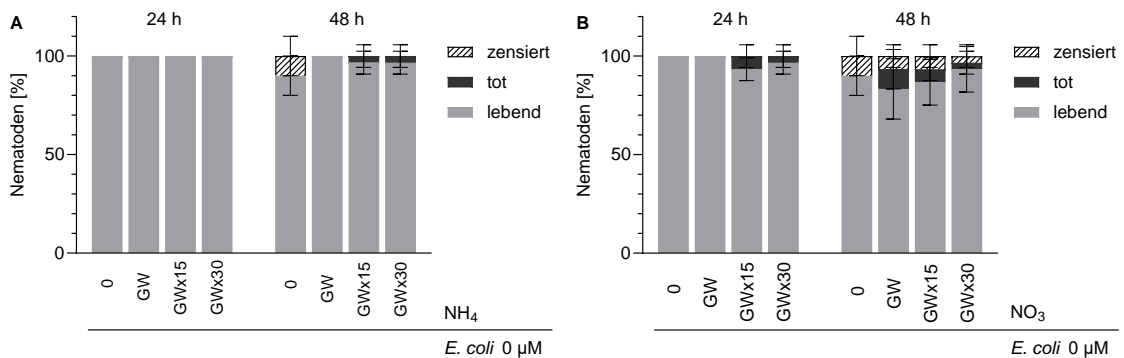 A
24 h
48 h
Nematoden [%]
100
50
0
zensiert
tot
lebend
0
GW
GWx15
GWx30
0
GW
GWx15
GWx30
NH₄
E. coli 0 µM
B
24 h
48 h
Nematoden [%]
100
50
0
zensiert
tot
lebend
0
GW
GWx15
GWx30
0
GW
GWx15
GWx30
NO₃
E. coli 0 µM